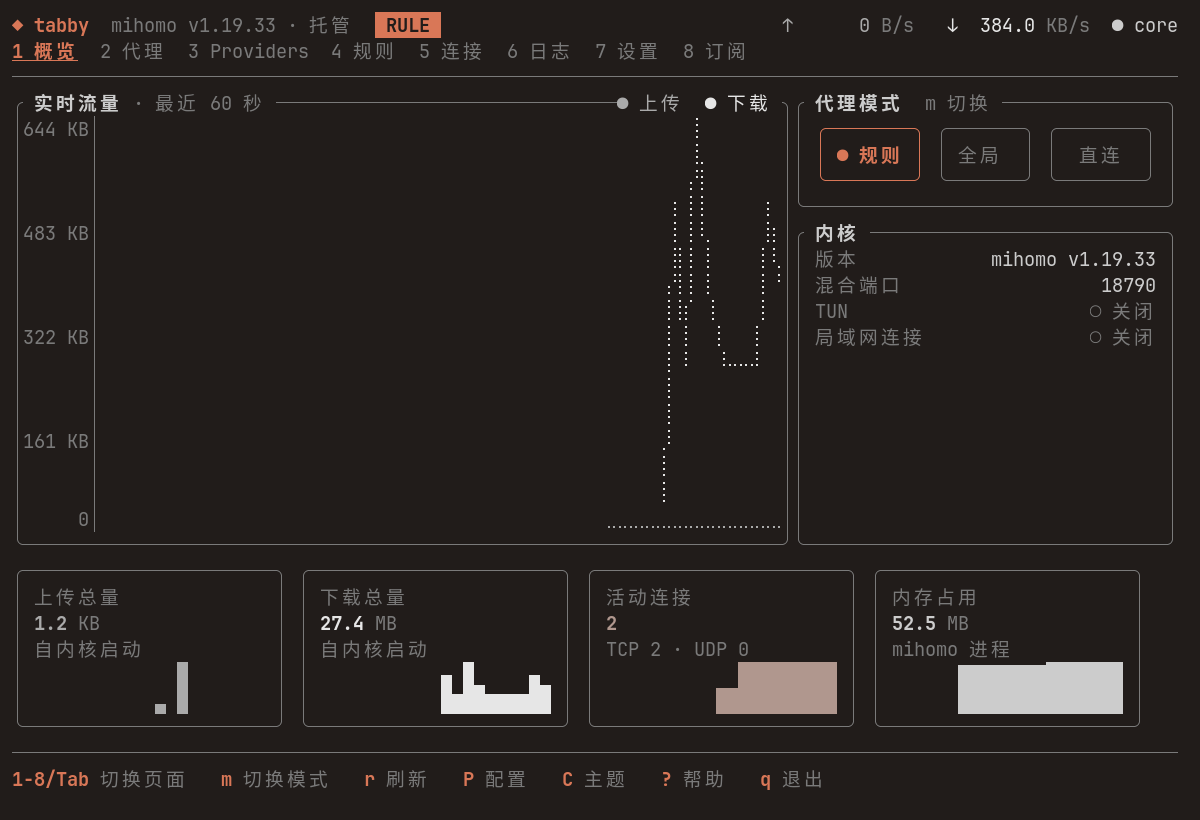 ◆ tabby mihomo v1.19.33 · 托管 RULE ↑ 0 B/s ↓ 384.0 KB/s ● core
1 概览 2 代理 3 Providers 4 规则 5 连接 6 日志 7 设置 8 订阅
实时流量 · 最近 60 秒 ● 上传 ● 下载
644 KB
483 KB
322 KB
161 KB
0
代理模式 m 切换
● 规则 全局 直连
内核
版本 mihomo v1.19.33
混合端口 18790
TUN ○ 关闭
局域网连接 ○ 关闭
上传总量
1.2 KB
自内核启动
下载总量
27.4 MB
自内核启动
活动连接
2
TCP 2 · UDP 0
内存占用
52.5 MB
mihomo 进程
1-8/Tab 切换页面 m 切换模式 r 刷新 P 配置 C 主题 ? 帮助 q 退出